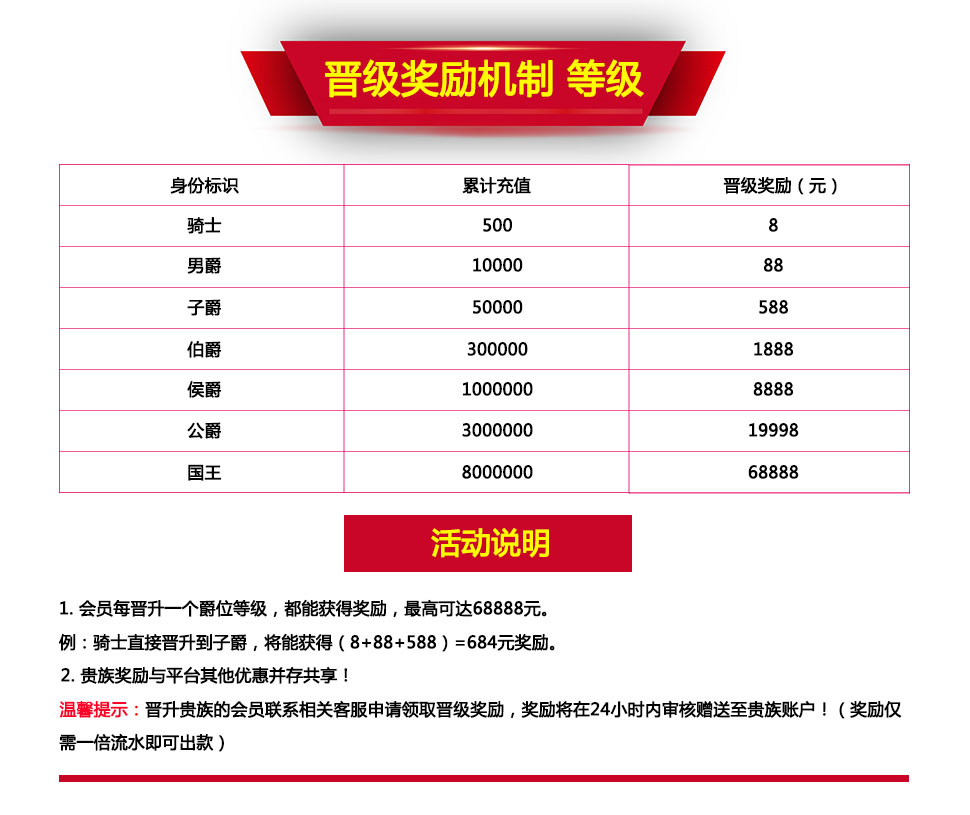 晋级奖励机制 等级
身份标识 累计充值 晋级奖励（元）
骑士 500 8
男爵 10000 88
子爵 50000 588
伯爵 300000 1888
侯爵 1000000 8888
公爵 3000000 19998
国王 8000000 68888
活动说明
1. 会员每晋升一个爵位等级，都能获得奖励，最高可达68888元。
例：骑士直接晋升到子爵，将能获得（8+88+588）=684元奖励。
2. 贵族奖励与平台其他优惠并存共享！
温馨提示：晋升贵族的会员联系相关客服申请领取晋级奖励，奖励将在24小时内审核赠送至贵族账户！（奖励仅
需一倍流水即可出款）